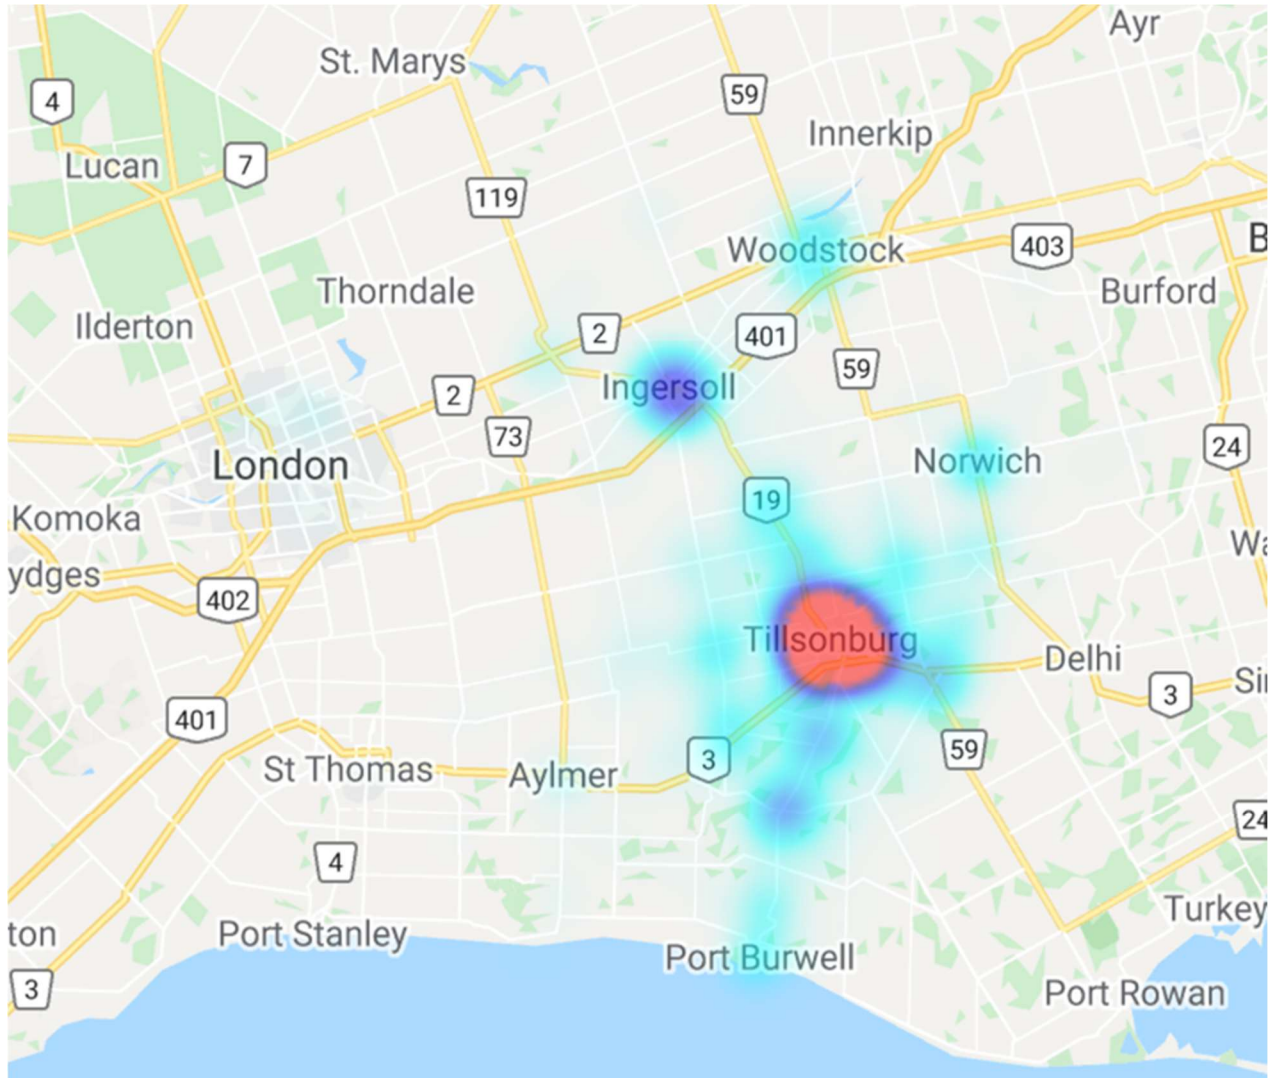 Ayr
St. Marys
59
4
Innerkip
Lucan
7
119
Woodstock
403
B
Thorndale
Burford
Ilderton
2
401
59
Ingersoll
2
73
24
London
Norwich
19
Komoka
Wa
ydges
402
Tillsonburg
Delhi
3
Sin
401
59
3
St Thomas
Aylmer
24
4
Turkey
ton
Port Stanley
Port Burwell
3
Port Rowan